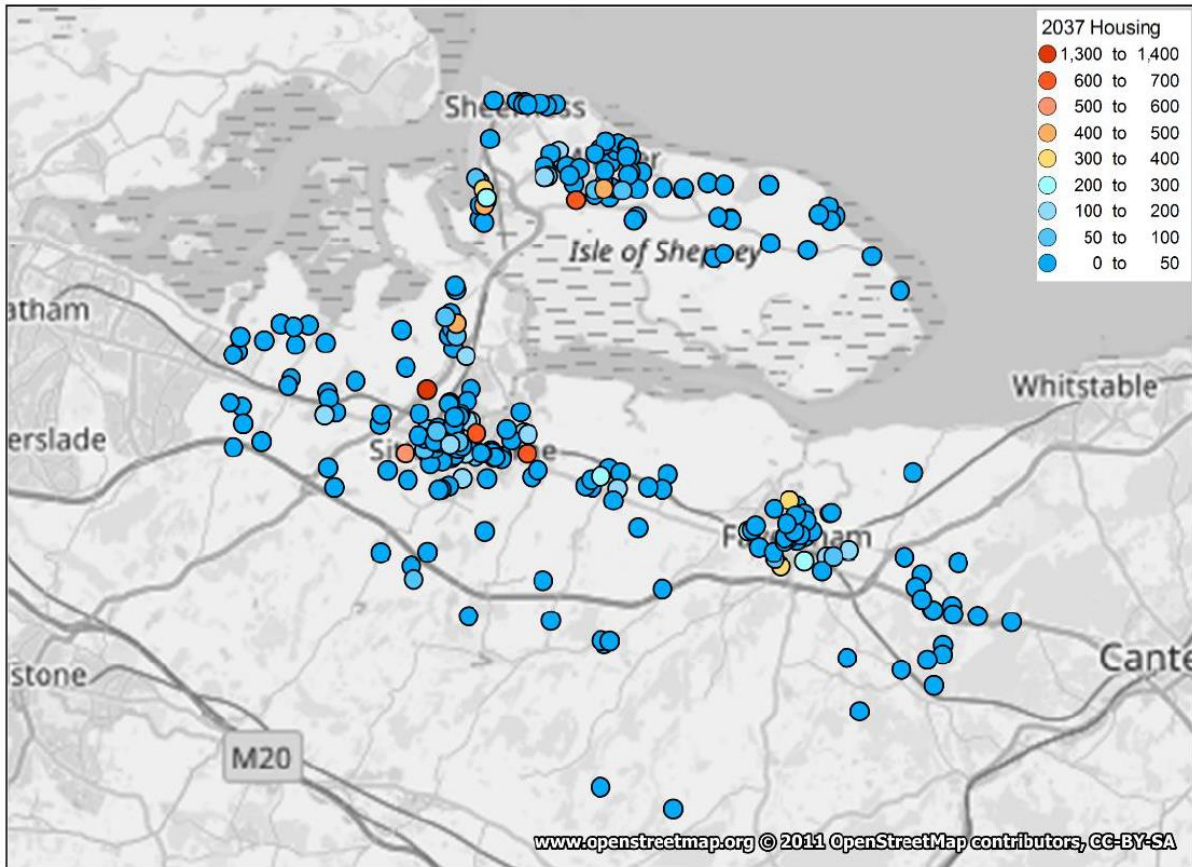 2037 Housing
1,300 to 1,400
600 to 700
500 to 600
400 to 500
300 to 400
200 to 300
100 to 200
50 to 100
0 to 50
Isle of Sheppey
atham
Whitstable
erslade
Cante
stone
M20
www.openstreetmap.org © 2011 OpenStreetMap contributors, CC-BY-SA